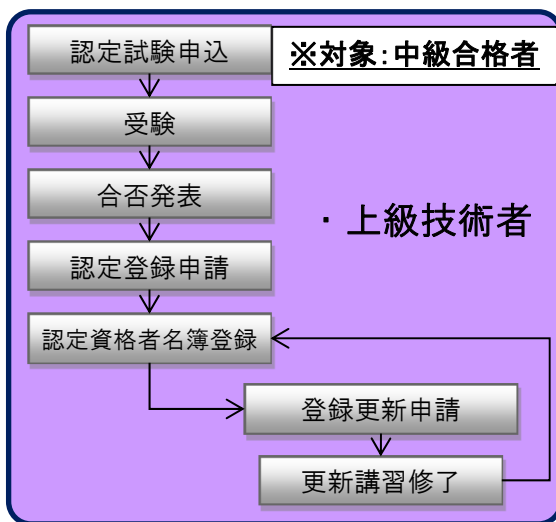 認定試験申込
※対象:中級合格者
受験
合否発表
・上級技術者
認定登録申請
認定資格者名簿登録
登録更新申請
更新講習修了